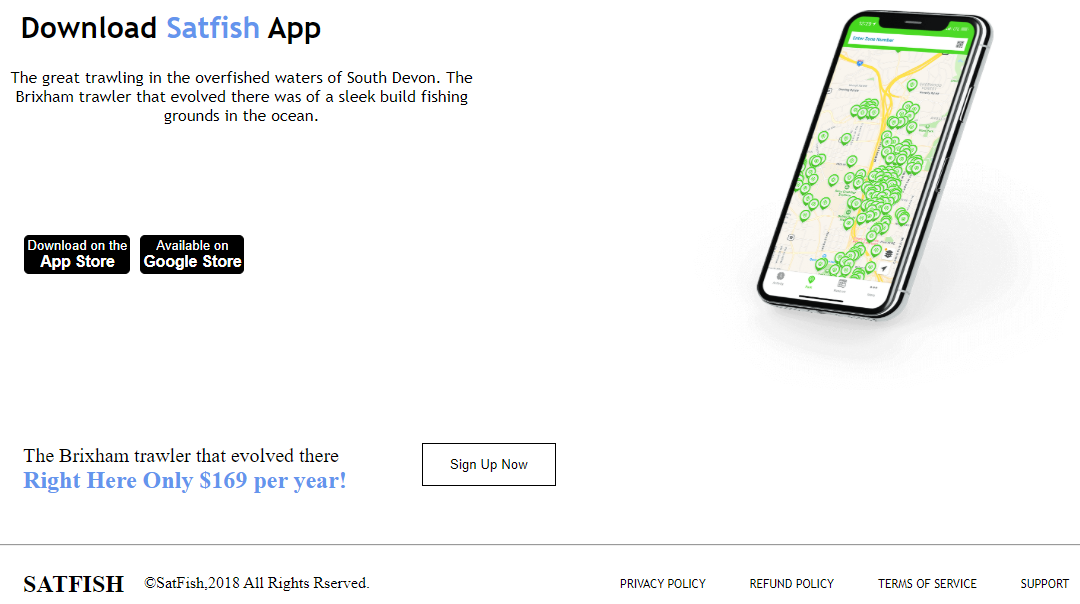 Download Satfish App
The great trawling in the overfished waters of South Devon. The
Brixham trawler that evolved there was of a sleek build fishing
grounds in the ocean.
Enter Zone Number
Download on the
App Store
Available on
Google Store
The Brixham trawler that evolved there
Right Here Only $169 per year!
Sign Up Now
SATFISH
©SatFish,2018 All Rights Rserved.
PRIVACY POLICY
REFUND POLICY
TERMS OF SERVICE
SUPPORT